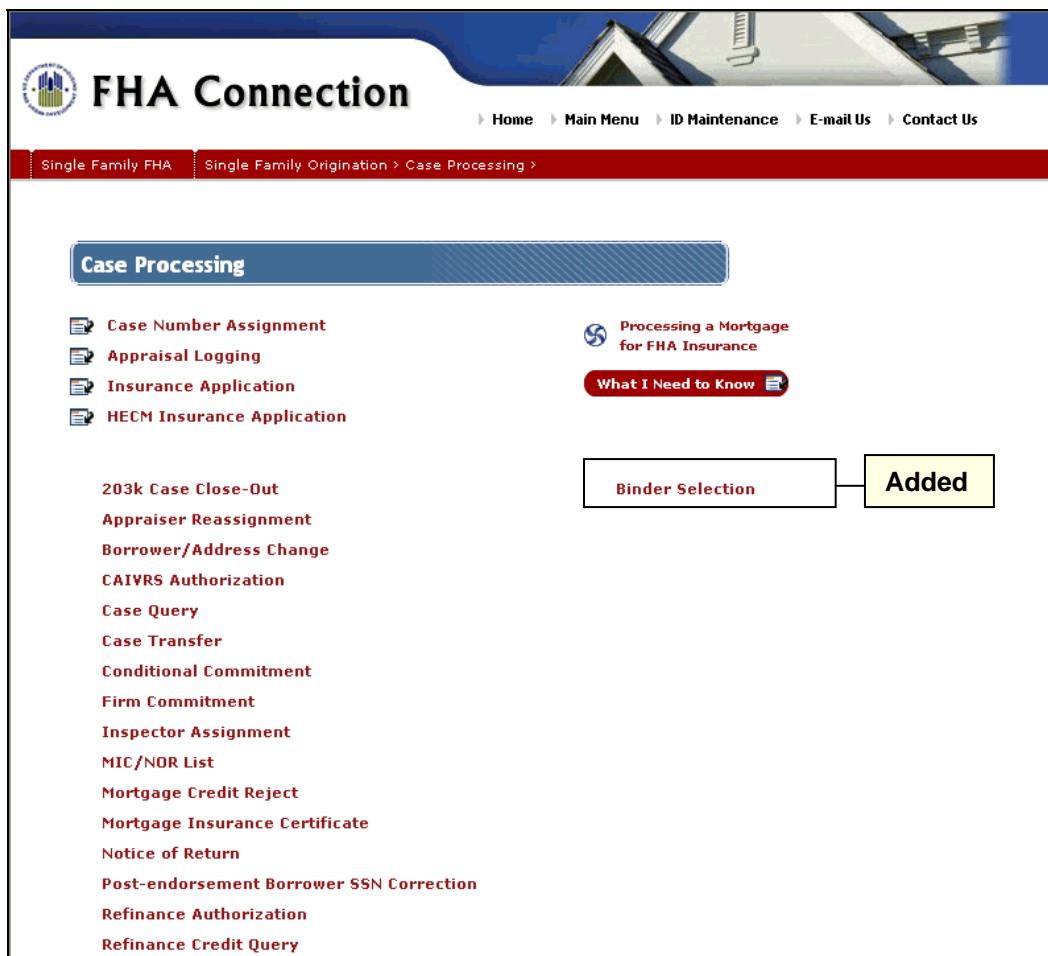 FHA Connection
Home Main Menu ID Maintenance E-mail Us Contact Us
Single Family FHA Single Family Origination > Case Processing >
Case Processing
Case Number Assignment
Appraisal Logging
Insurance Application
HECM Insurance Application
Processing a Mortgage
for FHA Insurance
What I Need to Know
203k Case Close-Out
Appraiser Reassignment
Borrower/Address Change
CAIVRS Authorization
Case Query
Case Transfer
Conditional Commitment
Firm Commitment
Inspector Assignment
MIC/NOR List
Mortgage Credit Reject
Mortgage Insurance Certificate
Notice of Return
Post-endorsement Borrower SSN Correction
Refinance Authorization
Refinance Credit Query
Binder Selection
Added